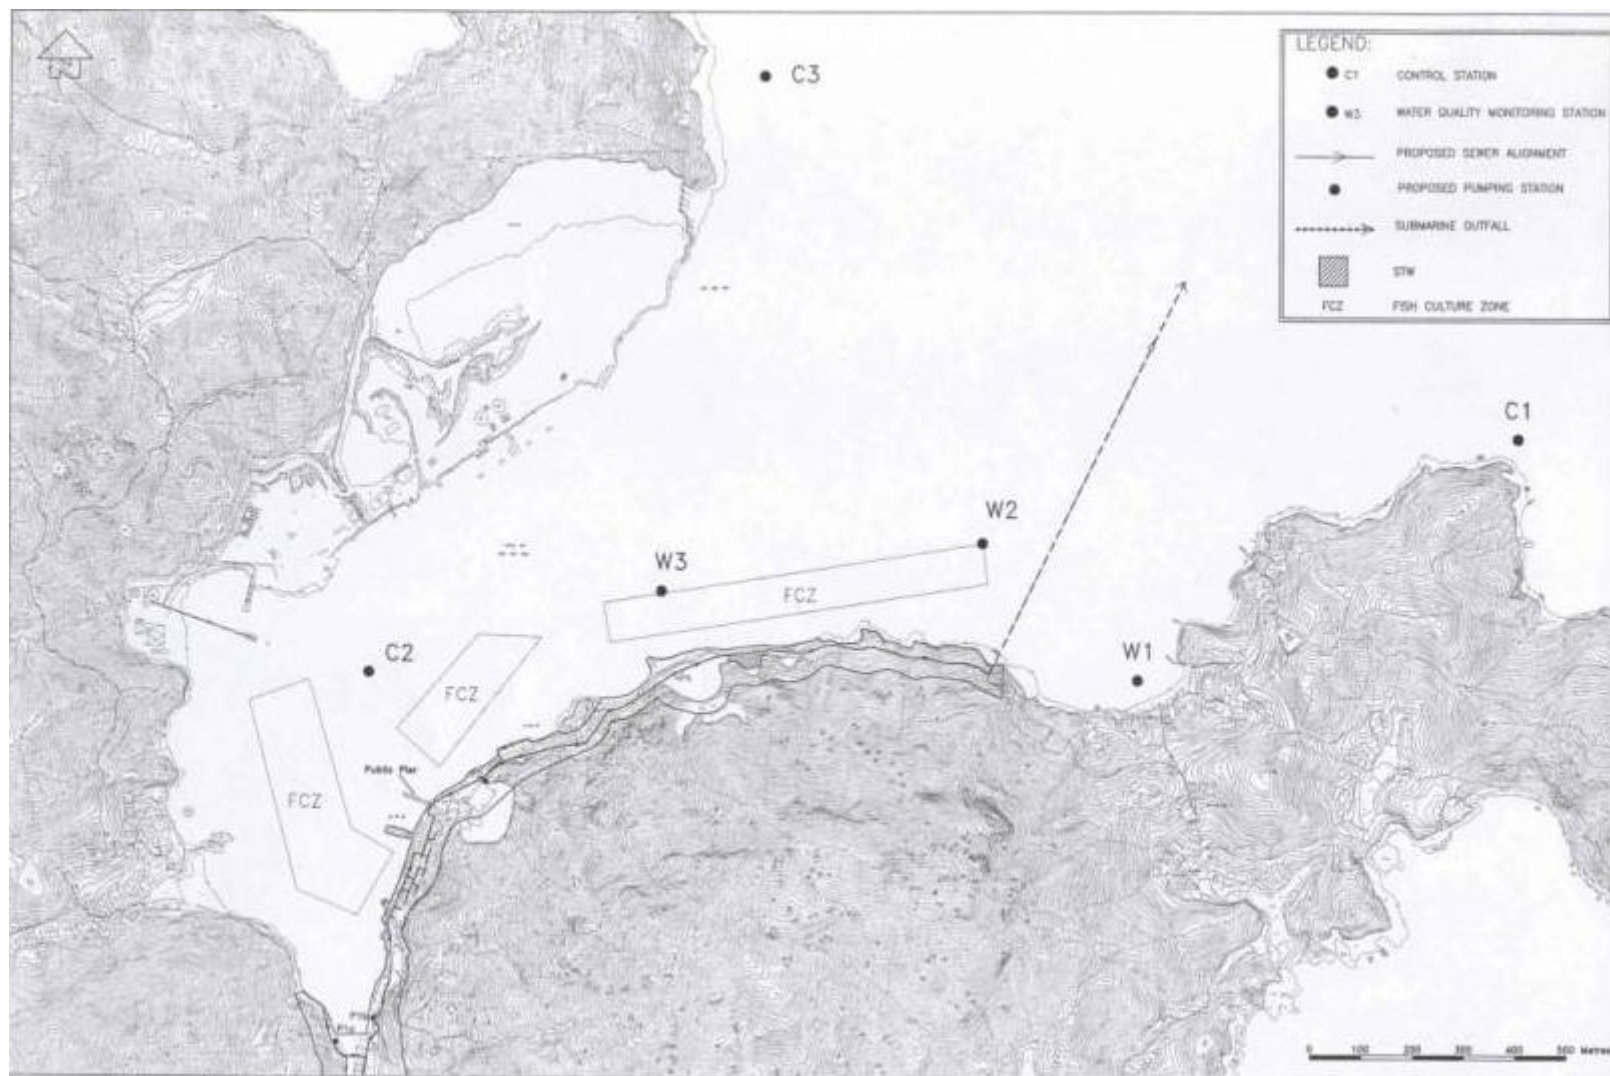 N
LEGEND:
C1 CONTROL STATION
W3 WATER QUALITY MONITORING STATION
PROPOSED SEWER ALIGNMENT
PROPOSED PUMPING STATION
SUBMARINE OUTFALL
STW
FCZ FISH CULTURE ZONE
C3
C1
W2
W3
FCZ
W1
C2
FCZ
Public Pier
FCZ
0 100 200 300 400 500 Metres